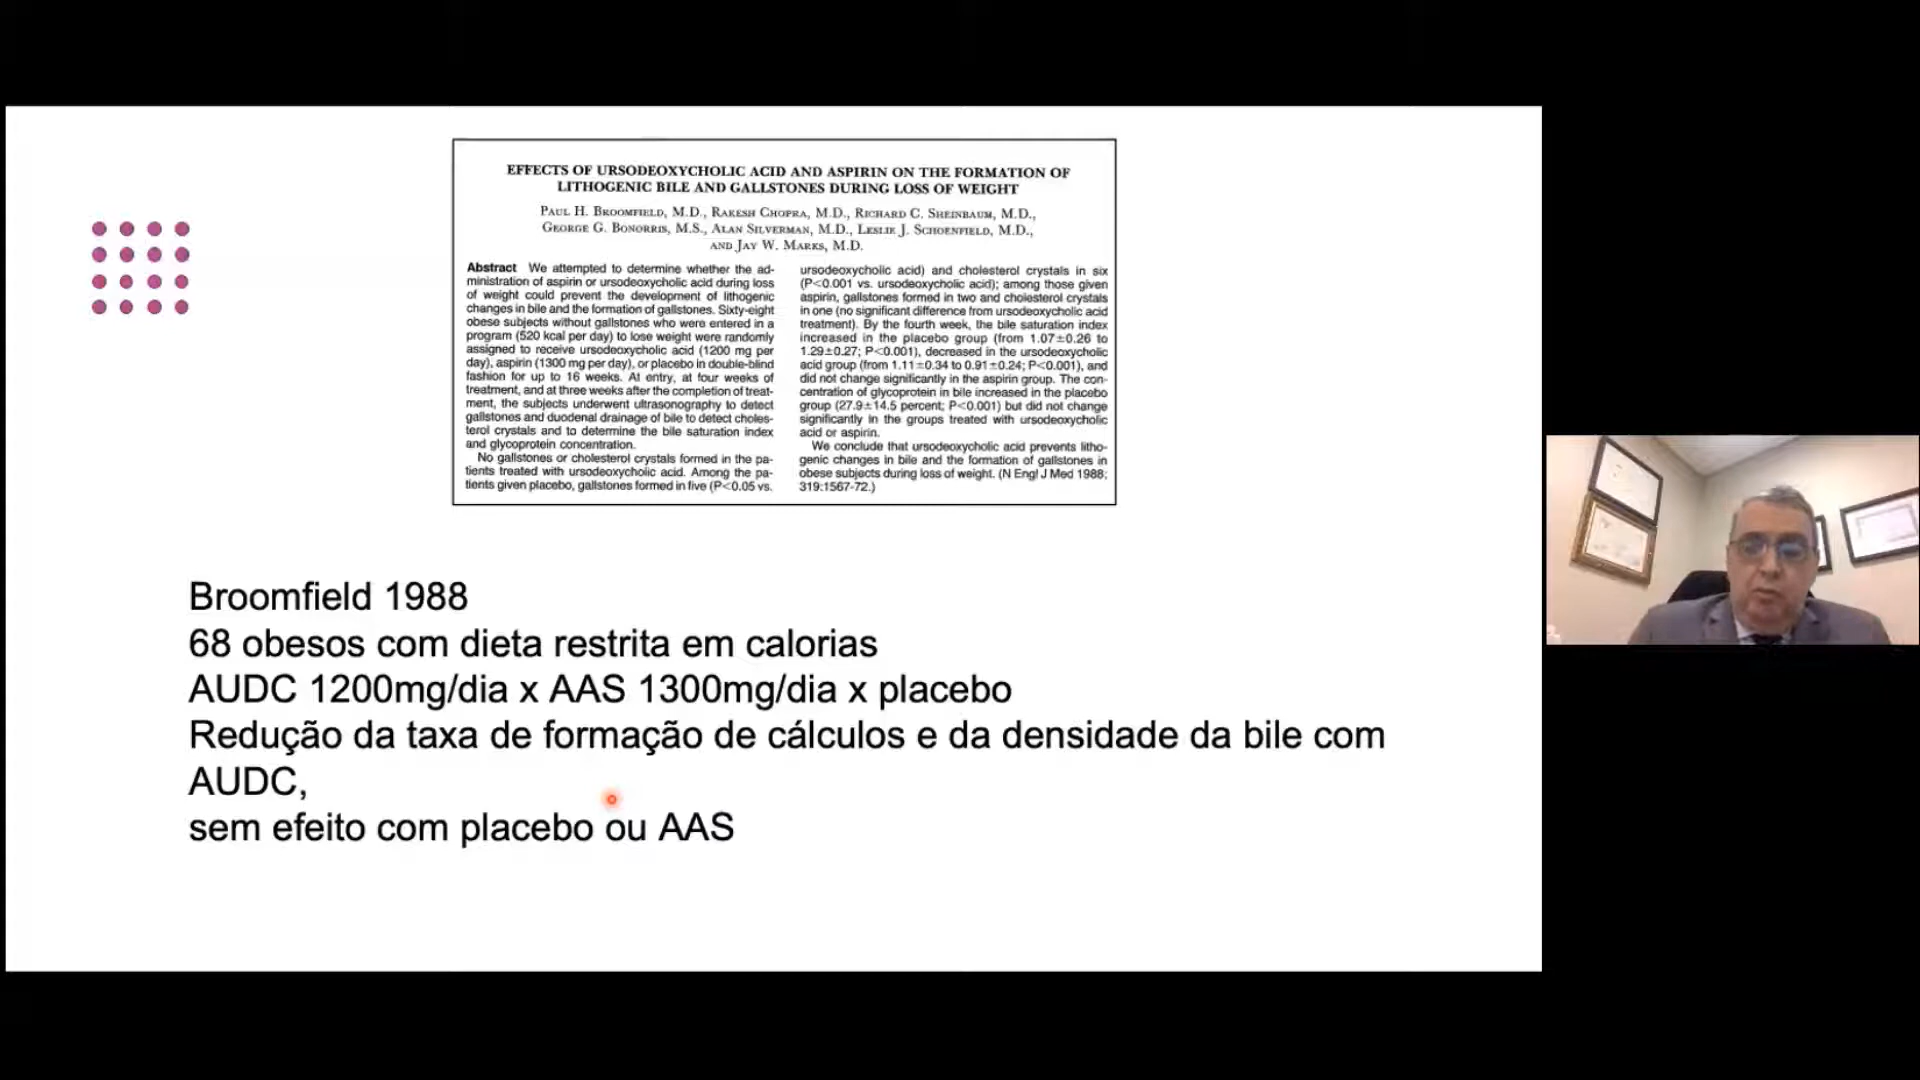 EFFECTS OF URSODEOXYCHOLIC ACID AND ASPIRIN ON THE FORMATION OF
LITHOGENIC BILE AND GALLSTONES DURING LOSS OF WEIGHT
PAUL H. BROOMFIELD, M.D., RAKESH CHOPRA, M.D., RICHARD C. SHEINBAUM, M.D.,
GEORGE G. BONORRIS, M.S., ALAN SILVERMAN, M.D., LESLIE J. SCHOENFIELD, M.D.,
AND JAY W. MARKS, M.D.
Abstract We attempted to determine whether the ad-
ministration of aspirin or ursodeoxycholic acid during loss
of weight could prevent the development of lithogenic
changes in bile and the formation of gallstones. Sixty-eight
obese subjects without gallstones who were entered in a
program (520 kcal per day) to lose weight were randomly
assigned to receive ursodeoxycholic acid (1200 mg per
day), aspirin (1300 mg per day), or placebo in double-blind
fashion for up to 16 weeks. At entry, at four weeks of
treatment, and at three weeks after the completion of treat-
ment, the subjects underwent ultrasonography to detect
gallstones and duodenal drainage of bile to detect choles-
terol crystals and to determine the bile saturation index
and glycoprotein concentration.
No gallstones or cholesterol crystals formed in the pa-
tients treated with ursodeoxycholic acid. Among the pa-
tients given placebo, gallstones formed in five (P<0.05 vs.
ursodeoxycholic acid) and cholesterol crystals in six
(P<0.001 vs. ursodeoxycholic acid); among those given
aspirin, gallstones formed in two and cholesterol crystals
in one (no significant difference from ursodeoxycholic acid
treatment). By the fourth week, the bile saturation index
increased in the placebo group (from 1.07±0.26 to
1.29±0.27; P<0.001), decreased in the ursodeoxycholic
acid group (from 1.11±0.34 to 0.91±0.24; P<0.001), and
did not change significantly in the aspirin group. The con-
centration of glycoprotein in bile increased in the placebo
group (27.9±14.5 percent; P<0.001) but did not change
significantly in the groups treated with ursodeoxycholic
acid or aspirin.
We conclude that ursodeoxycholic acid prevents litho-
genic changes in bile and the formation of gallstones in
obese subjects during loss of weight. (N Engl J Med 1988;
319:1567-72.)
Broomfield 1988
68 obesos com dieta restrita em calorias
AUDC 1200mg/dia x AAS 1300mg/dia x placebo
Redução da taxa de formação de cálculos e da densidade da bile com
AUDC,
sem efeito com placebo ou AAS